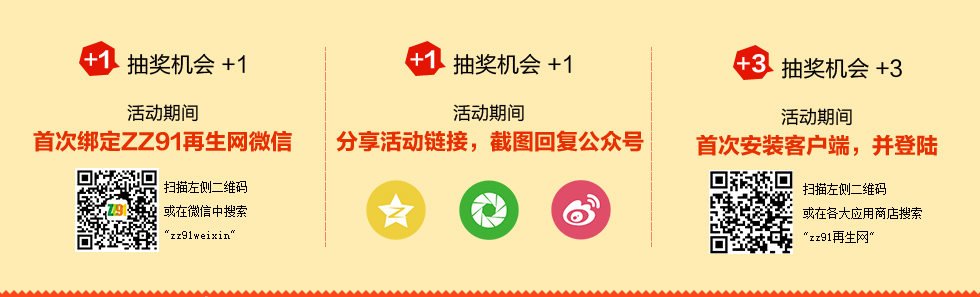 +1 抽奖机会 +1
活动期间
首次绑定ZZ91再生网微信
ZZ91
扫描左侧二维码
或在微信中搜索
"zz91weixin"
+1 抽奖机会 +1
活动期间
分享活动链接，截图回复公众号
+3 抽奖机会 +3
活动期间
首次安装客户端，并登陆
扫描左侧二维码
或在各大应用商店搜索
"zz91再生网"